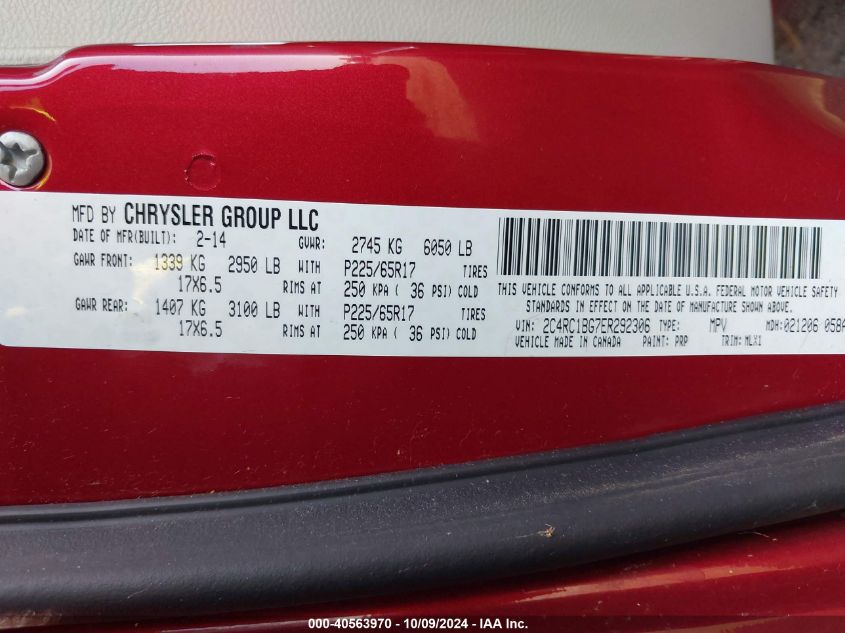 MFD BY CHRYSLER GROUP LLC
DATE OF MFR(BUILT): 2-14 GVWR: 2745 KG 6050 LB
GAWR FRONT: 1339 KG 2950 LB WITH P225/65R17 TIRES
17X6.5 RIMS AT 250 KPA ( 36 PSI) COLD
GAWR REAR: 1407 KG 3100 LB WITH P225/65R17 TIRES
17X6.5 RIMS AT 250 KPA ( 36 PSI) COLD
THIS VEHICLE CONFORMS TO ALL APPLICABLE U.S.A. FEDERAL MOTOR VEHICLE SAFETY
STANDARDS IN EFFECT ON THE DATE OF MANUFACTURE SHOWN ABOVE.
VIN: 2C4RC1BG7ER292306 TYPE: MPV MDH:021206 058A
VEHICLE MADE IN CANADA PAINT: PRP TRIM: MLX1
000-40563970 - 10/09/2024 - IAA Inc.